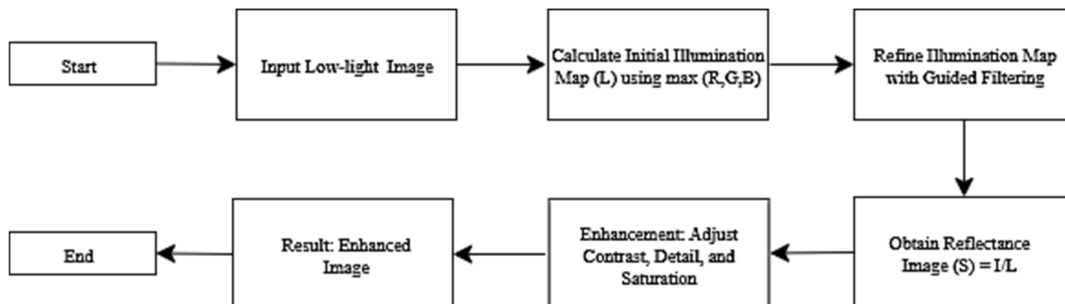 Start
Input Low-light Image
Calculate Initial Illumination
Map (L) using max (R,G,B)
Refine Illumination Map
with Guided Filtering
Obtain Reflectance
Image (S) = I/L
Enhancement: Adjust
Contrast, Detail, and
Saturation
Result: Enhanced
Image
End